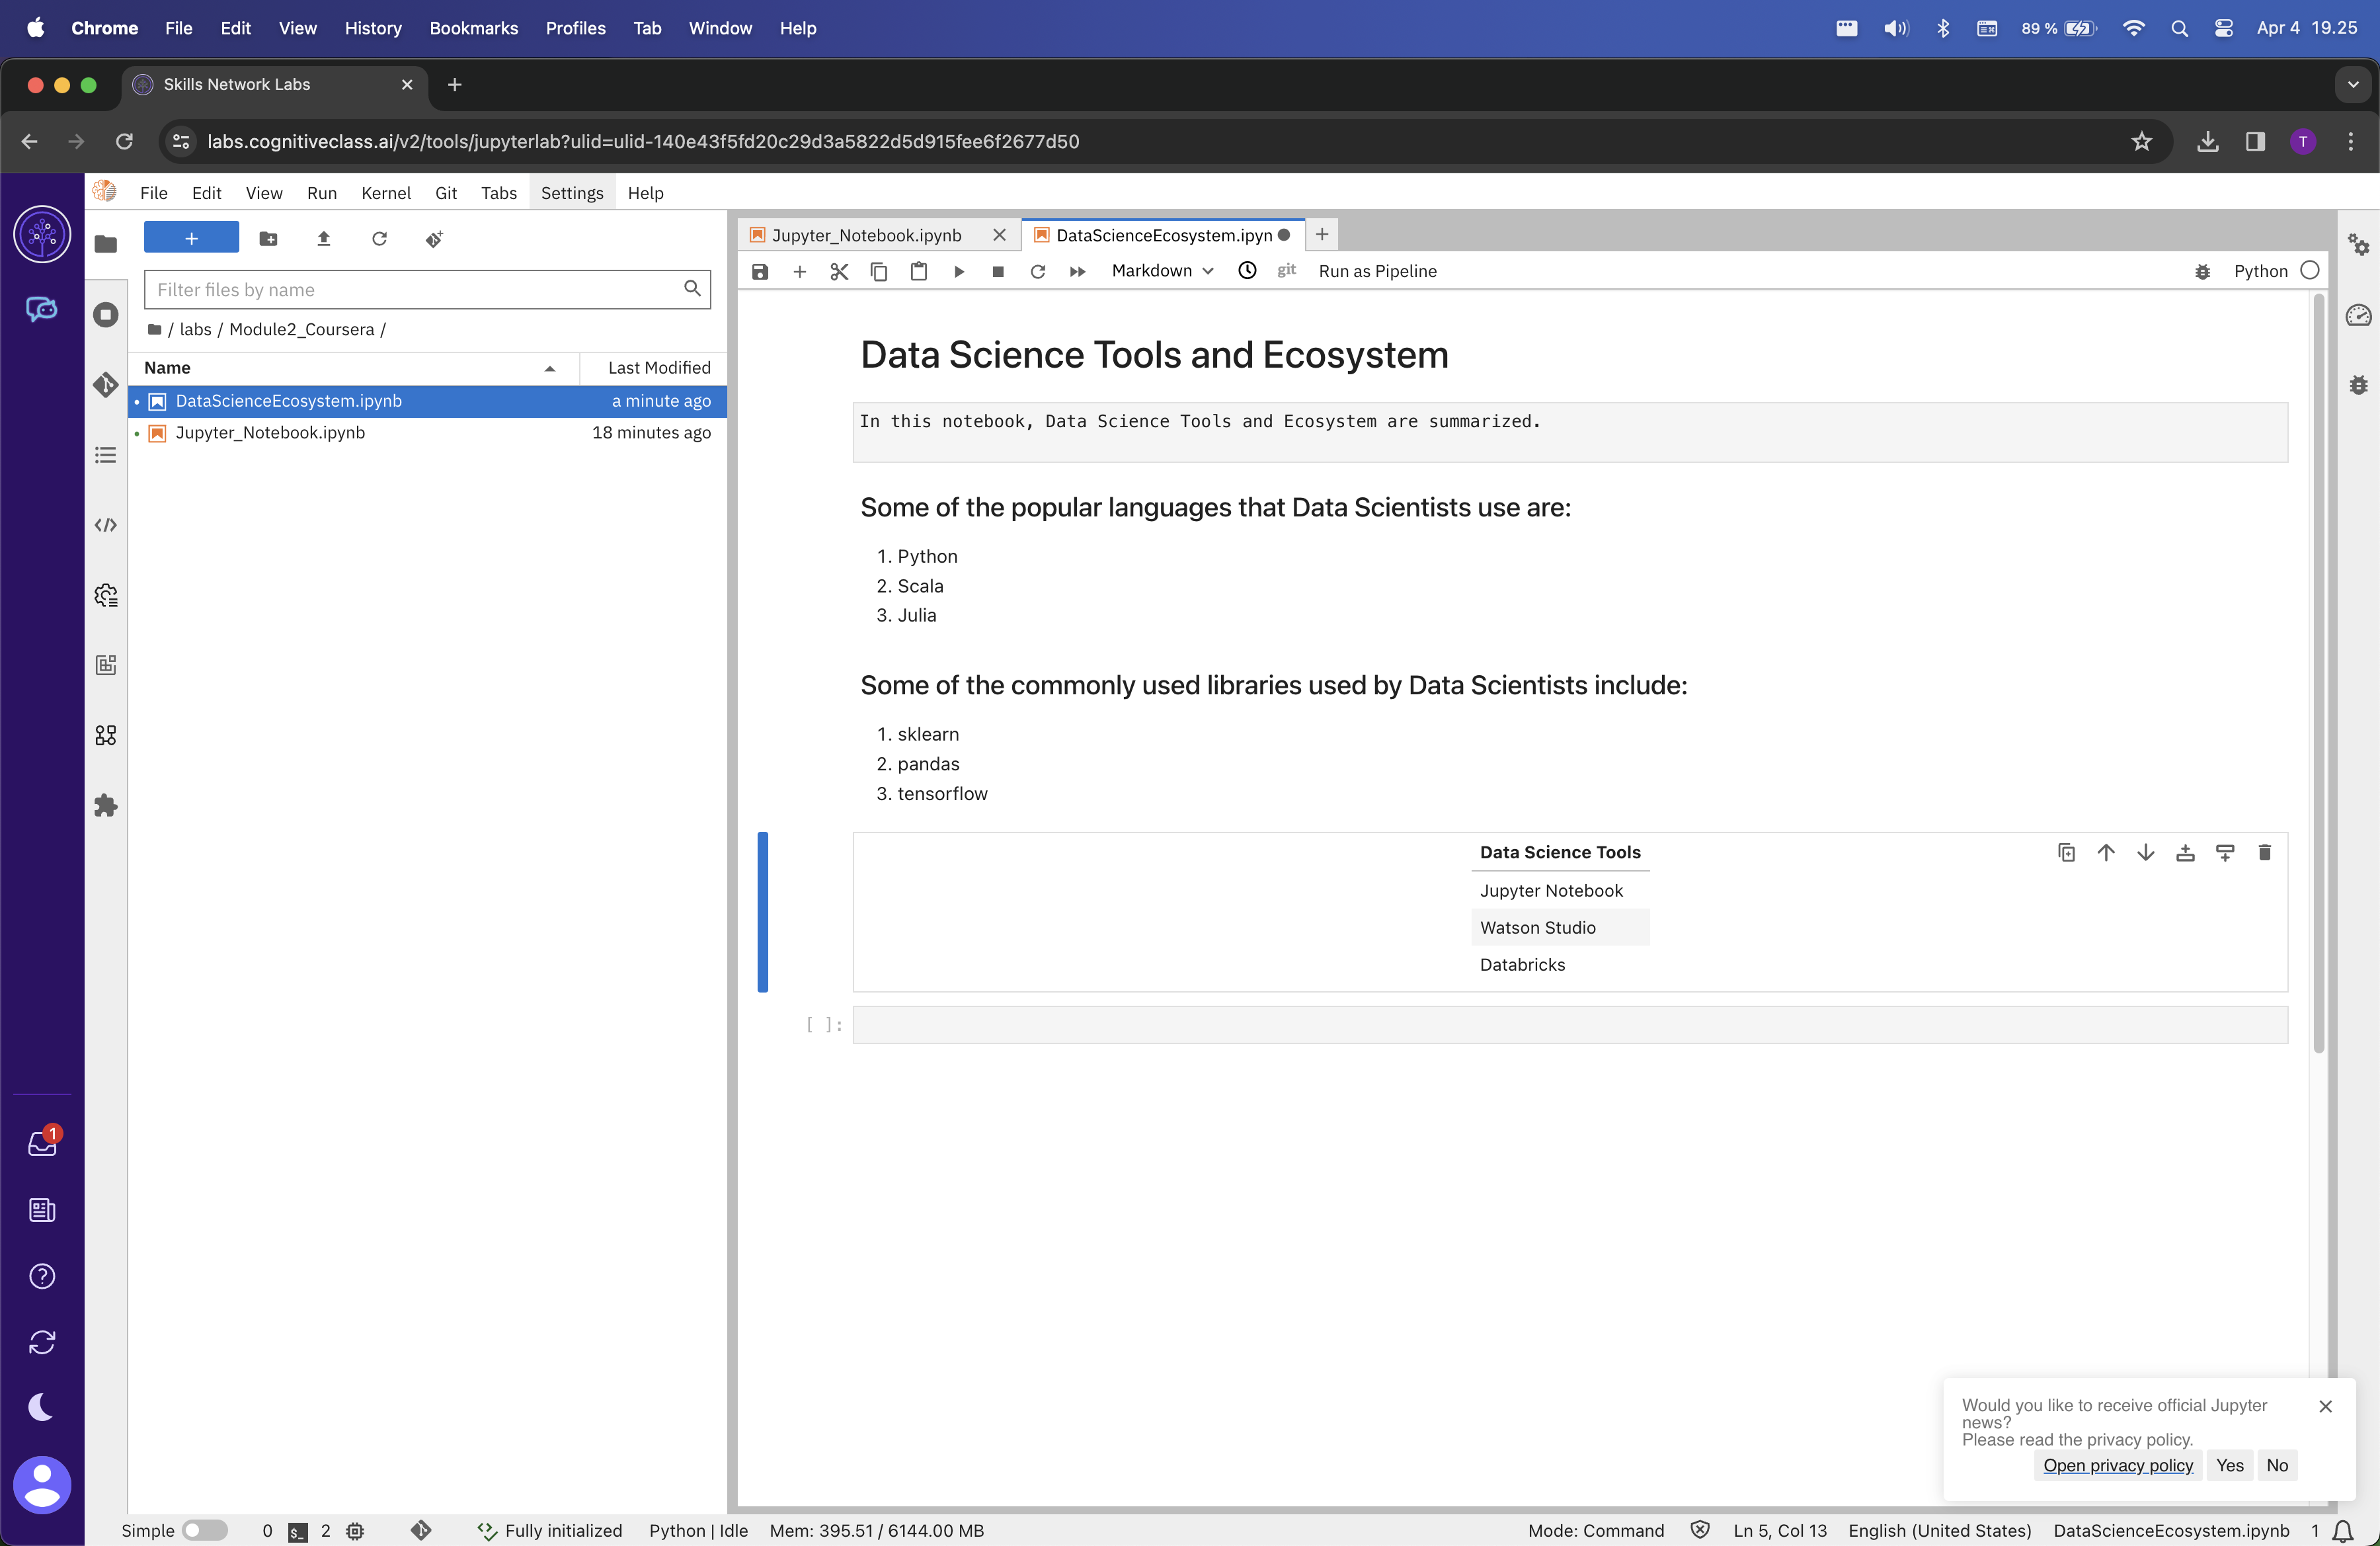 Chrome File Edit View History Bookmarks Profiles Tab Window Help 89 % Apr 4 19.25
Skills Network Labs
labs.cognitiveclass.ai/v2/tools/jupyterlab?ulid=ulid-140e43f5fd20c29d3a5822d5d915fee6f2677d50 T
File Edit View Run Kernel Git Tabs Settings Help
Jupyter_Notebook.ipynb DataScienceEcosystem.ipyn
Markdown git Run as Pipeline Python
Filter files by name
/ labs / Module2_Coursera /
Name Last Modified
DataScienceEcosystem.ipynb a minute ago
Jupyter_Notebook.ipynb 18 minutes ago
Data Science Tools and Ecosystem
In this notebook, Data Science Tools and Ecosystem are summarized.
Some of the popular languages that Data Scientists use are:
1. Python
2. Scala
3. Julia
Some of the commonly used libraries used by Data Scientists include:
1. sklearn
2. pandas
3. tensorflow
Data Science Tools
Jupyter Notebook
Watson Studio
Databricks
[ ]:
1
Would you like to receive official Jupyter
news?
Please read the privacy policy.
Open privacy policy Yes No
Simple 0 $_ 2 Fully initialized Python | Idle Mem: 395.51 / 6144.00 MB Mode: Command Ln 5, Col 13 English (United States) DataScienceEcosystem.ipynb 1